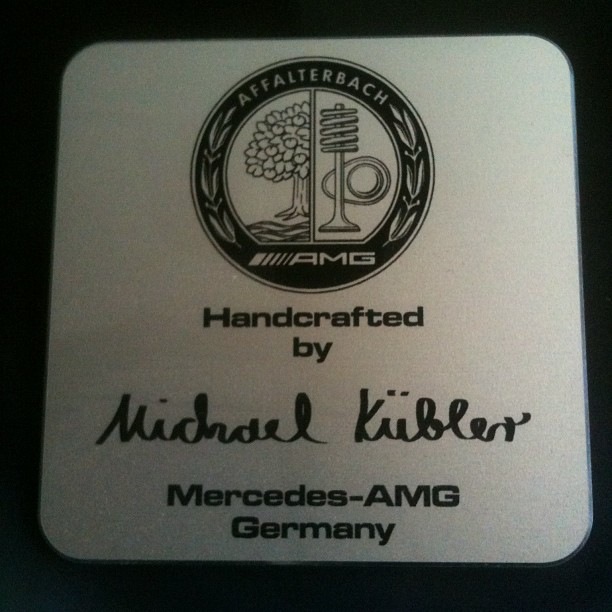 AFFALTERBACH
AMG
Handcrafted
by
Michael Kübler
Mercedes-AMG
Germany